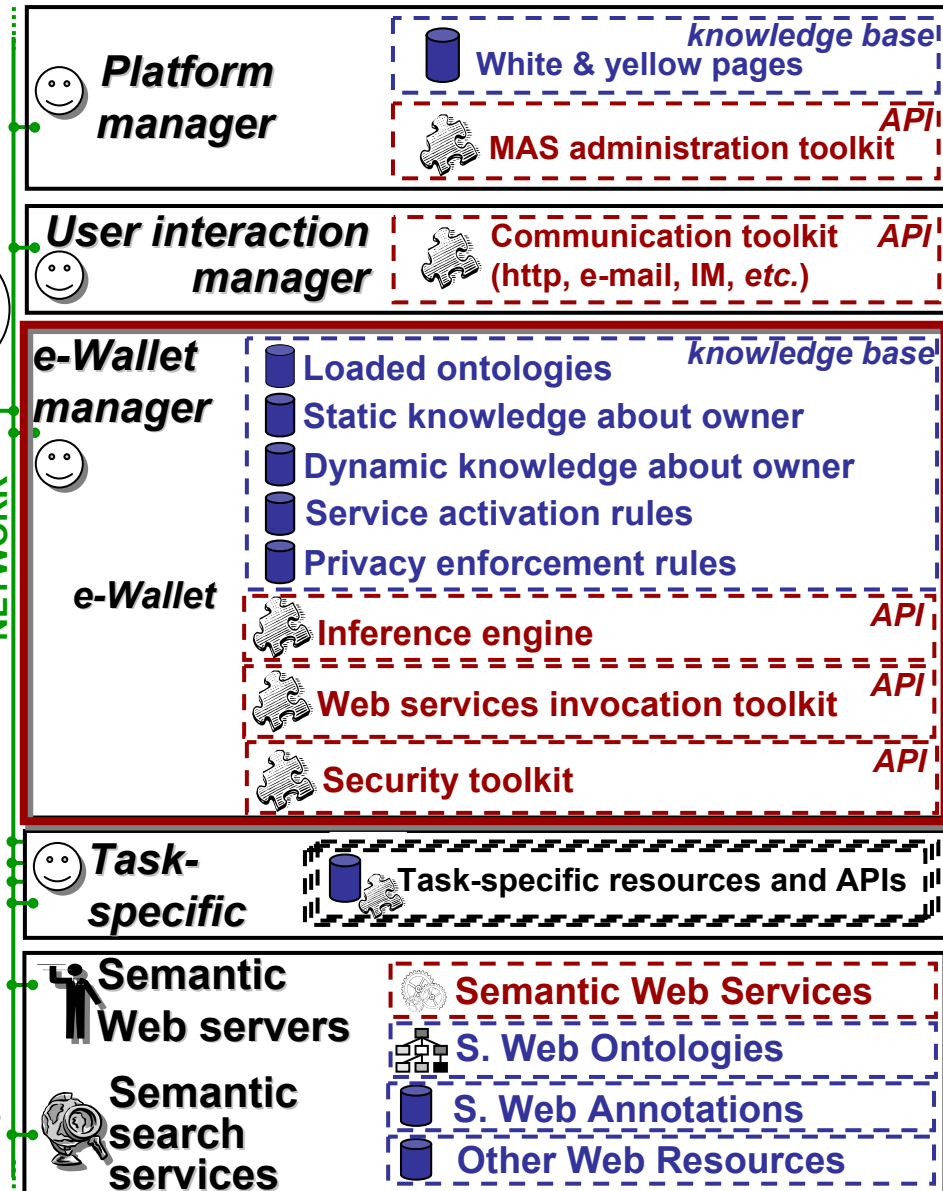 Platform
manager
knowledge base
White & yellow pages
API
MAS administration toolkit
User interaction
manager
Communication toolkit API
(http, e-mail, IM, etc.)
e-Wallet
manager
knowledge base
Loaded ontologies
Static knowledge about owner
Dynamic knowledge about owner
Service activation rules
Privacy enforcement rules
e-Wallet
API
Inference engine
API
Web services invocation toolkit
API
Security toolkit
NETWORK
Task-
specific
Task-specific resources and APIs
Semantic
Web servers
Semantic Web Services
S. Web Ontologies
Semantic
search
services
S. Web Annotations
Other Web Resources